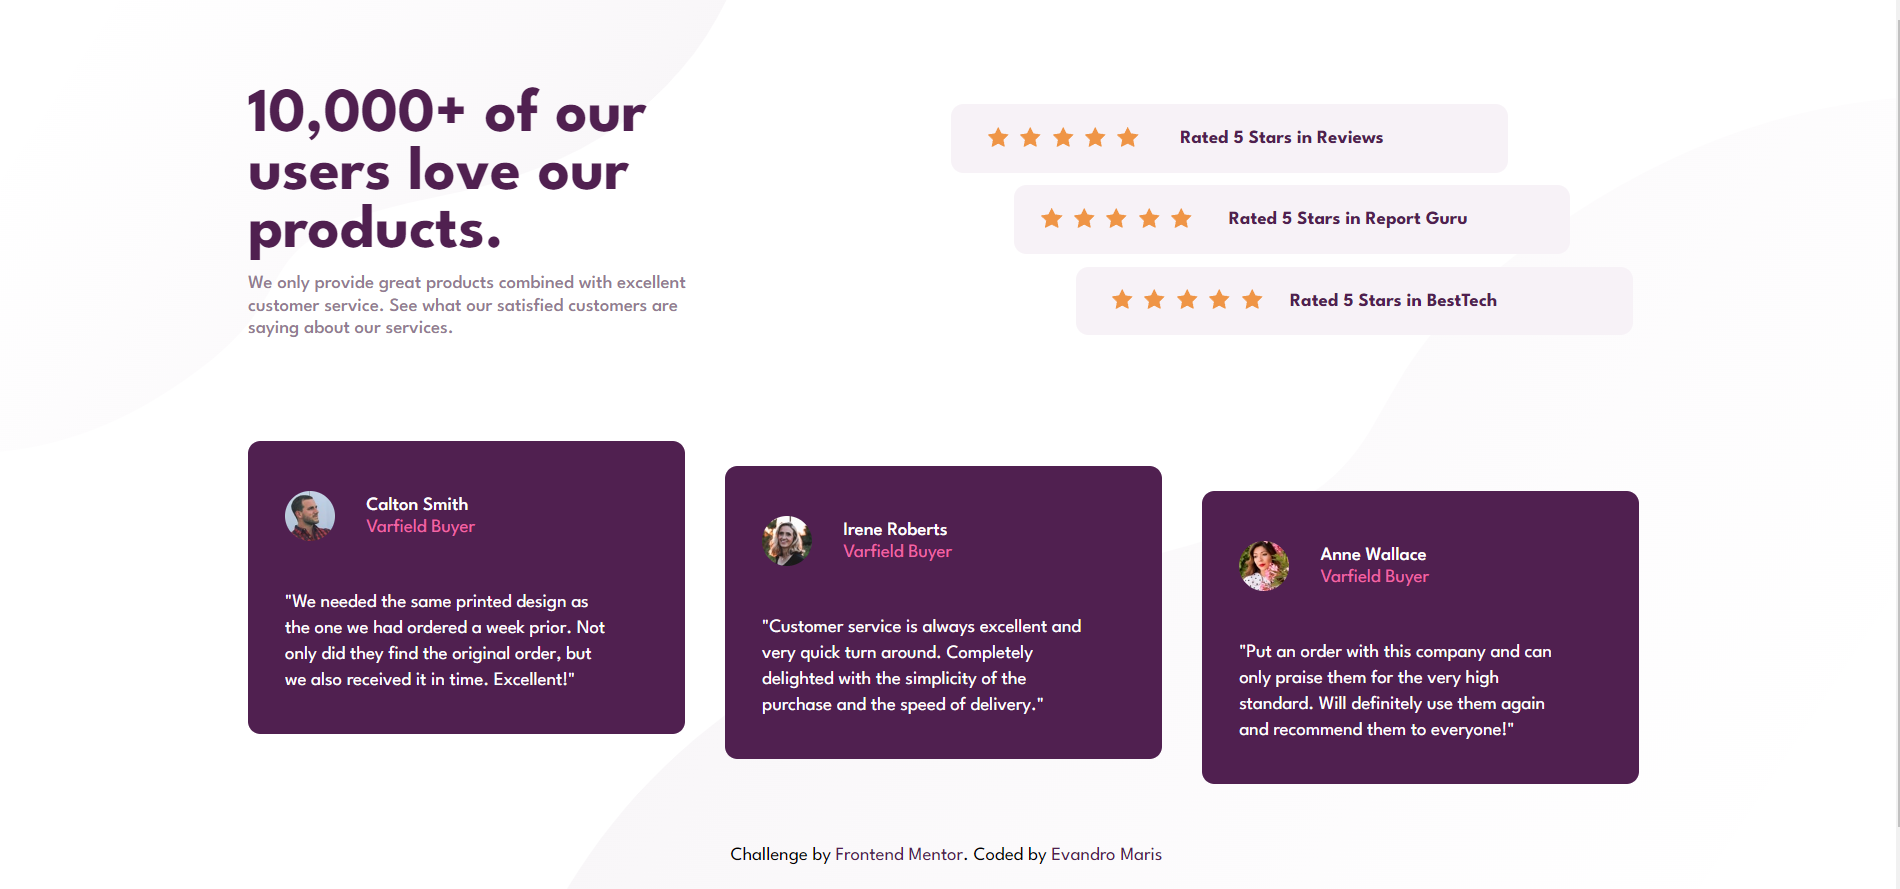 10,000+ of our
users love our
products.
We only provide great products combined with excellent
customer service. See what our satisfied customers are
saying about our services.
Rated 5 Stars in Reviews
Rated 5 Stars in Report Guru
Rated 5 Stars in BestTech
Calton Smith
Varfield Buyer
"We needed the same printed design as
the one we had ordered a week prior. Not
only did they find the original order, but
we also received it in time. Excellent!"
Irene Roberts
Varfield Buyer
"Customer service is always excellent and
very quick turn around. Completely
delighted with the simplicity of the
purchase and the speed of delivery."
Anne Wallace
Varfield Buyer
"Put an order with this company and can
only praise them for the very high
standard. Will definitely use them again
and recommend them to everyone!"
Challenge by Frontend Mentor. Coded by Evandro Maris